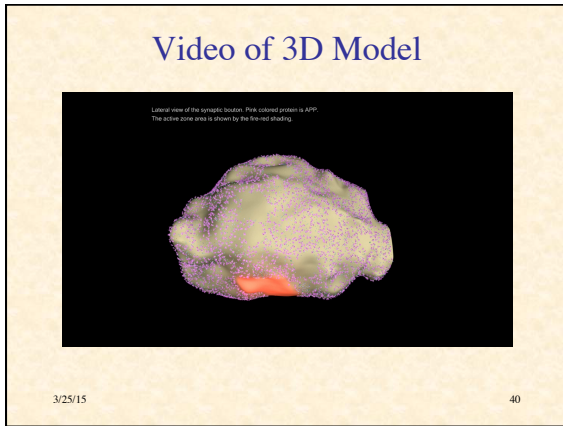 Video of 3D Model
Lateral view of the synaptic bouton. Pink colored protein is APP.
The active zone area is shown by the fire-red shading.
3/25/15
40